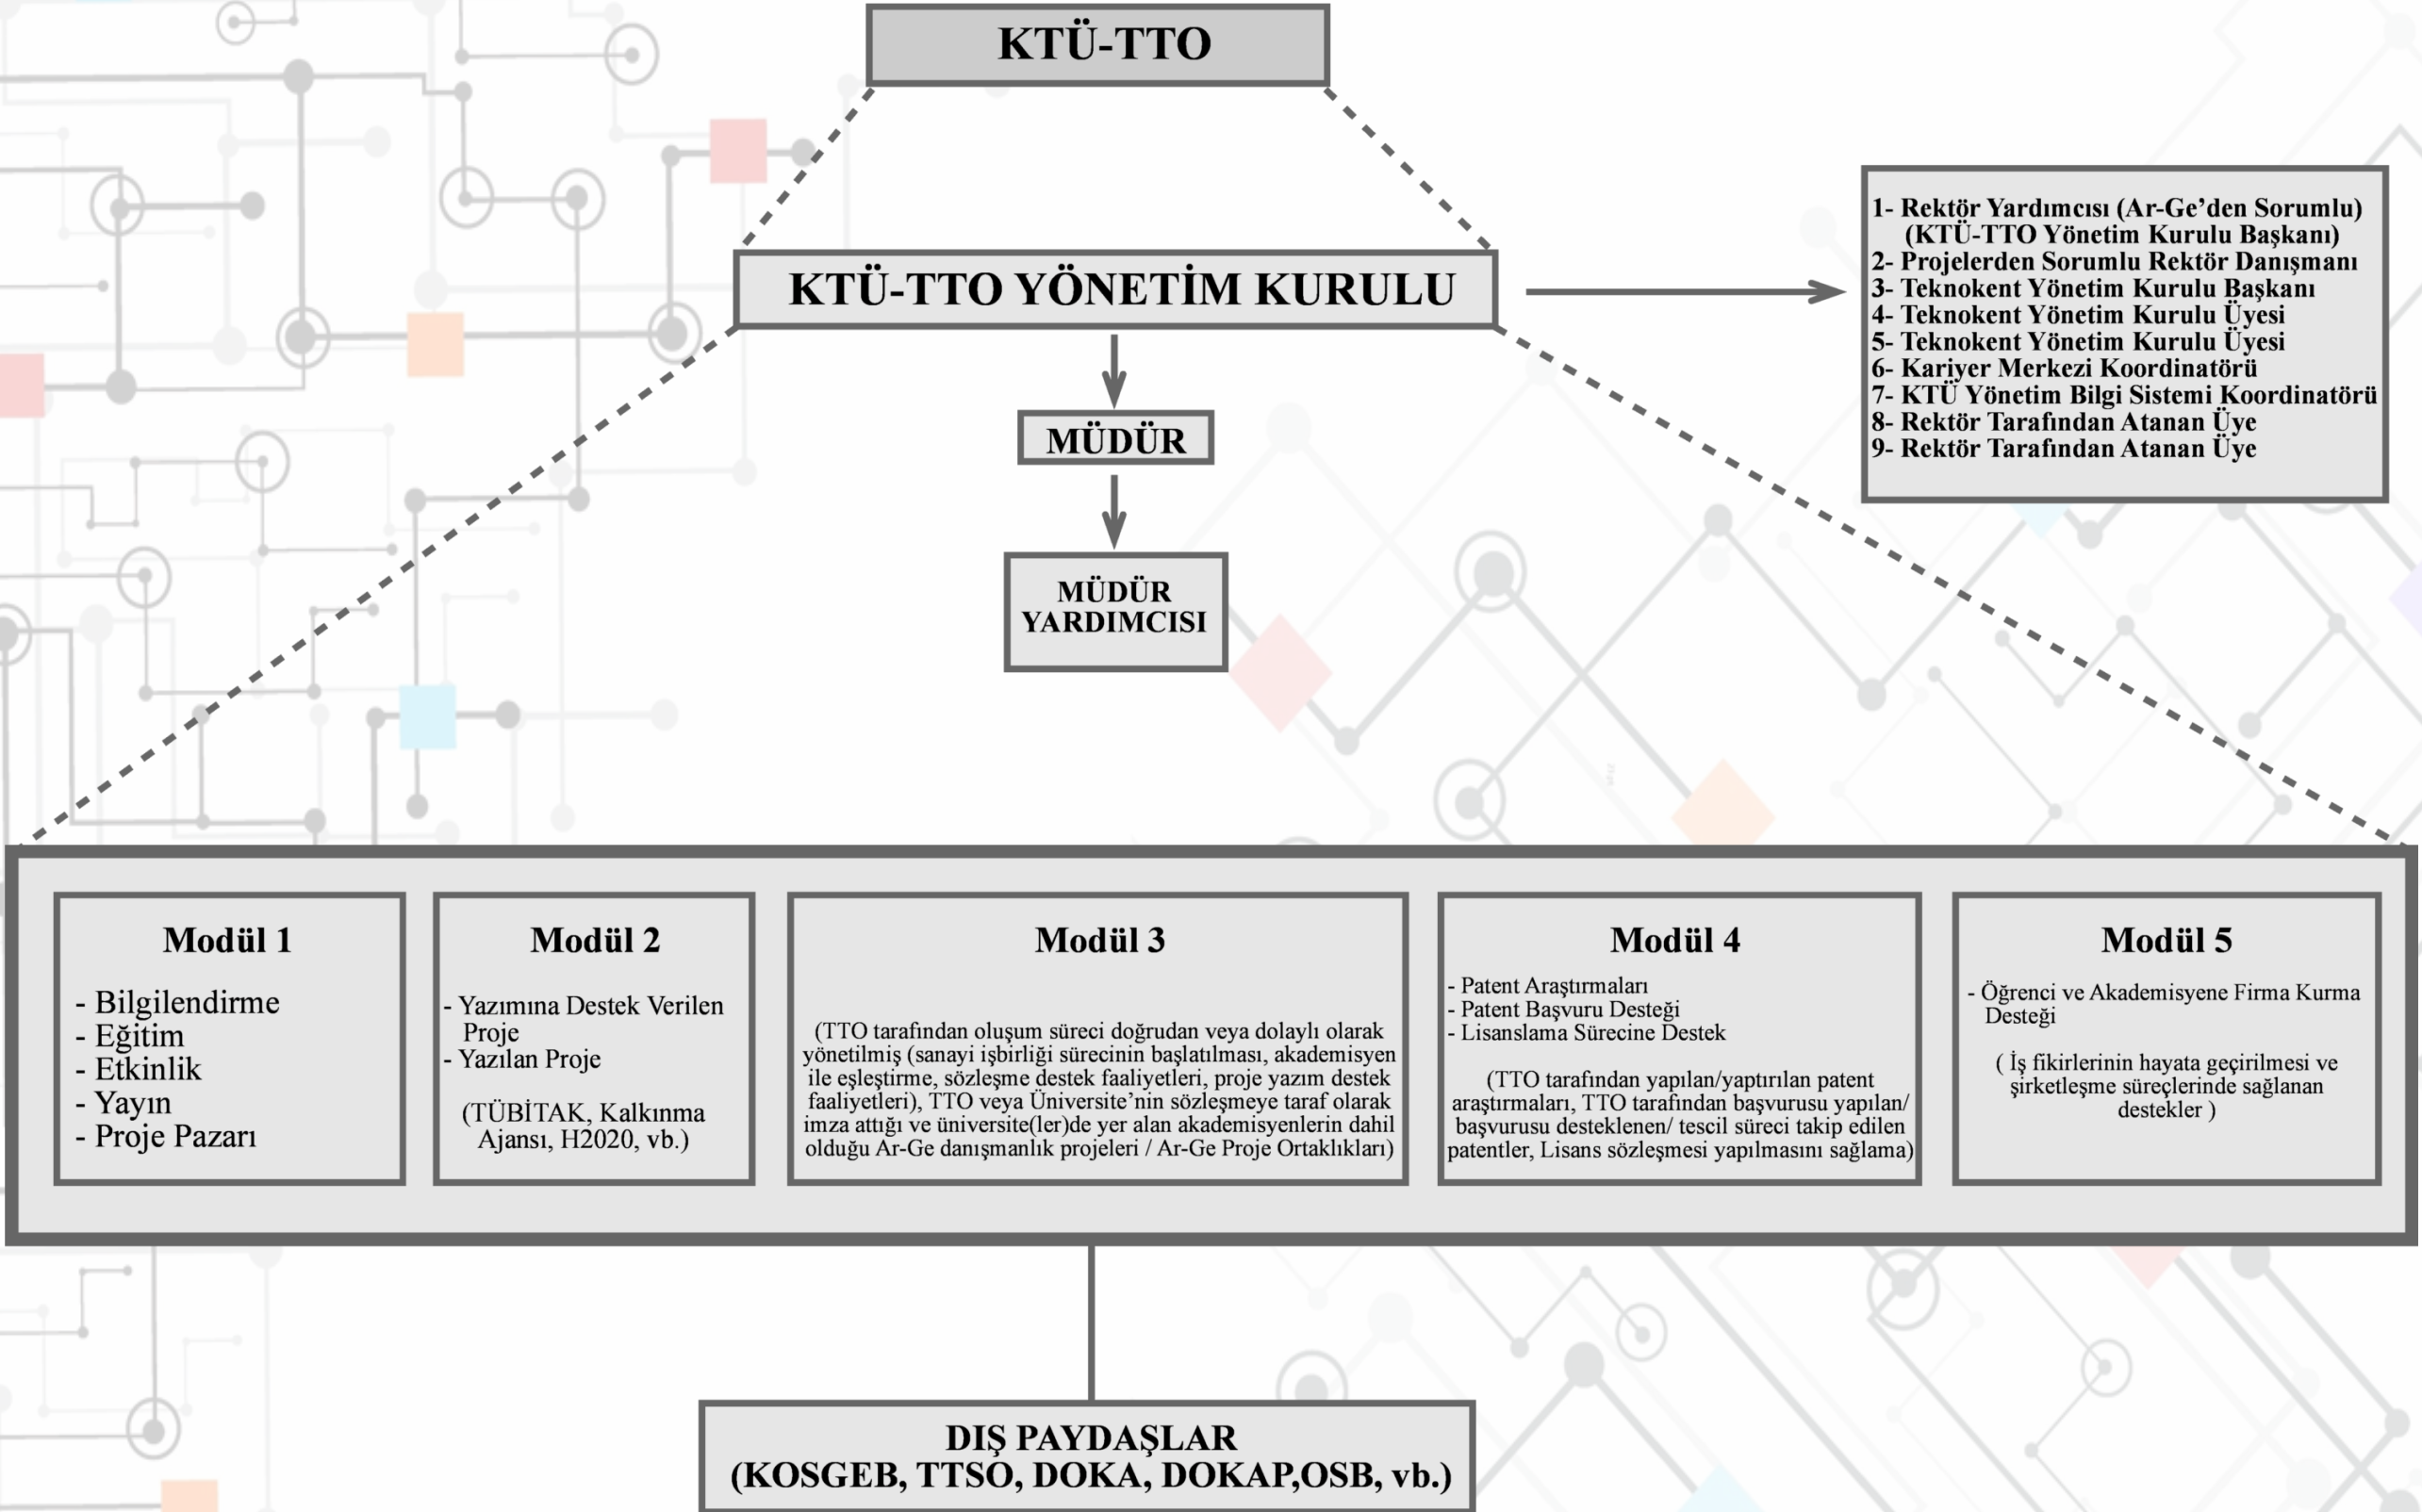 KTÜ-TTO
KTÜ-TTO YÖNETİM KURULU
1- Rektör Yardımcısı (Ar-Ge’den Sorumlu)
(KTÜ-TTO Yönetim Kurulu Başkanı)
2- Projelerden Sorumlu Rektör Danışmanı
3- Teknokent Yönetim Kurulu Başkanı
4- Teknokent Yönetim Kurulu Üyesi
5- Teknokent Yönetim Kurulu Üyesi
6- Kariyer Merkezi Koordinatörü
7- KTÜ Yönetim Bilgi Sistemi Koordinatörü
8- Rektör Tarafından Atanan Üye
9- Rektör Tarafından Atanan Üye
MÜDÜR
MÜDÜR
YARDIMCISI
Modül 1
- Bilgilendirme
- Eğitim
- Etkinlik
- Yayın
- Proje Pazarı
Modül 2
- Yazımına Destek Verilen
Proje
- Yazılan Proje
(TÜBİTAK, Kalkınma
Ajansı, H2020, vb.)
Modül 3
(TTO tarafından oluşum süreci doğrudan veya dolaylı olarak
yönetilmiş (sanayi işbirliği sürecinin başlatılması, akademisyen
ile eşleştirme, sözleşme destek faaliyetleri, proje yazım destek
faaliyetleri), TTO veya Üniversite’nin sözleşmeye taraf olarak
imza attığı ve üniversite(ler)de yer alan akademisyenlerin dahil
olduğu Ar-Ge danışmanlık projeleri / Ar-Ge Proje Ortaklıkları)
Modül 4
- Patent Araştırmaları
- Patent Başvuru Desteği
- Lisanslama Sürecine Destek
(TTO tarafından yapılan/yaptırılan patent
araştırmaları, TTO tarafından başvurusu yapılan/
başvurusu desteklenen/ tescil süreci takip edilen
patentler, Lisans sözleşmesi yapılmasını sağlama)
Modül 5
- Öğrenci ve Akademisyene Firma Kurma
Desteği
( İş fikirlerinin hayata geçirilmesi ve
şirketleşme süreçlerinde sağlanan
destekler )
DIŞ PAYDAŞLAR
(KOSGEB, TTSO, DOKA, DOKAP,OSB, vb.)